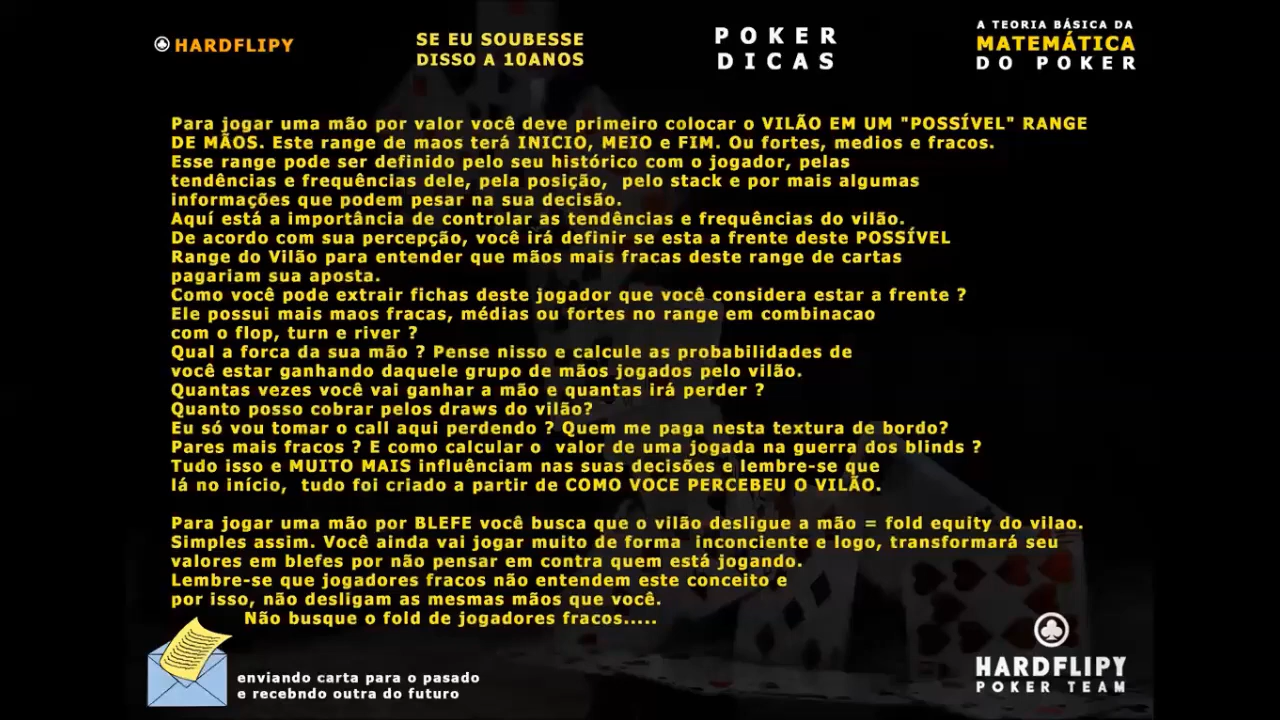 HARDFLIPY
SE EU SOUBESSE
DISSO A 10ANOS
POKER
DICAS
A TEORIA BÁSICA DA
MATEMÁTICA
DO POKER
Para jogar uma mão por valor você deve primeiro colocar o VILÃO EM UM "POSSÍVEL" RANGE
DE MÃOS. Este range de maos terá INICIO, MEIO e FIM. Ou fortes, medios e fracos.
Esse range pode ser definido pelo seu histórico com o jogador, pelas
tendências e frequências dele, pela posição, pelo stack e por mais algumas
informações que podem pesar na sua decisão.
Aquí está a importância de controlar as tendências e frequências do vilão.
De acordo com sua percepção, você irá definir se esta a frente deste POSSÍVEL
Range do Vilão para entender que mãos mais fracas deste range de cartas
pagariam sua aposta.
Como você pode extrair fichas deste jogador que você considera estar a frente ?
Ele possui mais maos fracas, médias ou fortes no range em combinacao
com o flop, turn e river ?
Qual a forca da sua mão ? Pense nisso e calcule as probabilidades de
você estar ganhando daquele grupo de mãos jogados pelo vilão.
Quantas vezes você vai ganhar a mão e quantas irá perder ?
Quanto posso cobrar pelos draws do vilão?
Eu só vou tomar o call aqui perdendo ? Quem me paga nesta textura de bordo?
Pares mais fracos ? E como calcular o valor de uma jogada na guerra dos blinds ?
Tudo isso e MUITO MAIS influênciam nas suas decisões e lembre-se que
lá no início, tudo foi criado a partir de COMO VOCE PERCEBEU O VILÃO.
Para jogar uma mão por BLEFE você busca que o vilão desligue a mão = fold equity do vilao.
Simples assim. Você ainda vai jogar muito de forma inconciente e logo, transformará seu
valores em blefes por não pensar em contra quem está jogando.
Lembre-se que jogadores fracos não entendem este conceito e
por isso, não desligam as mesmas mãos que você.
Não busque o fold de jogadores fracos.....
enviando carta para o pasado
e recebndo outra do futuro
HARDFLIPY
POKER TEAM